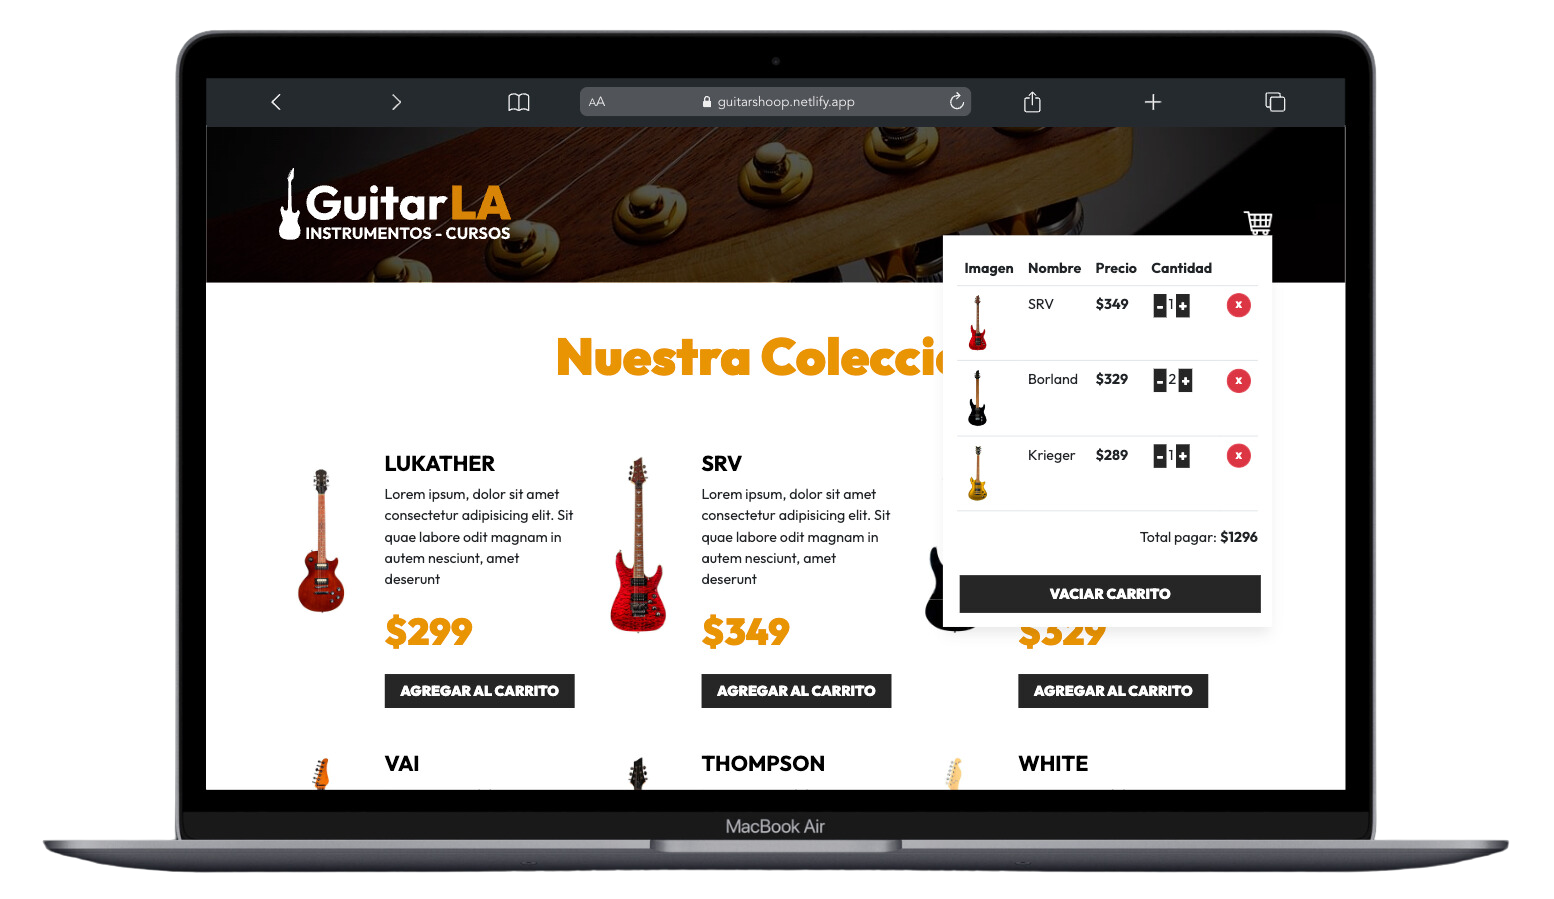 AA guitarshoop.netlify.app
GuitarLA
INSTRUMENTOS - CURSOS
Imagen Nombre Precio Cantidad
SRV $349 - 1 + x
Borland $329 - 2 + x
Krieger $289 - 1 + x
Total pagar: $1296
VACIAR CARRITO
Nuestra Colecci
LUKATHER
Lorem ipsum, dolor sit amet
consectetur adipisicing elit. Sit
quae labore odit magnam in
autem nesciunt, amet
deserunt
$299
AGREGAR AL CARRITO
SRV
Lorem ipsum, dolor sit amet
consectetur adipisicing elit. Sit
quae labore odit magnam in
autem nesciunt, amet
deserunt
$349
AGREGAR AL CARRITO
$329
AGREGAR AL CARRITO
VAI
THOMPSON
WHITE
MacBook Air